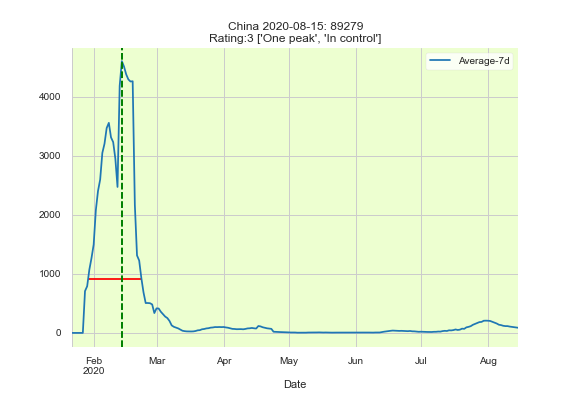 China 2020-08-15: 89279
Rating:3 ['One peak', 'In control']
Average-7d
4000
3000
2000
1000
0
Feb Mar Apr May Jun Jul Aug
2020
Date